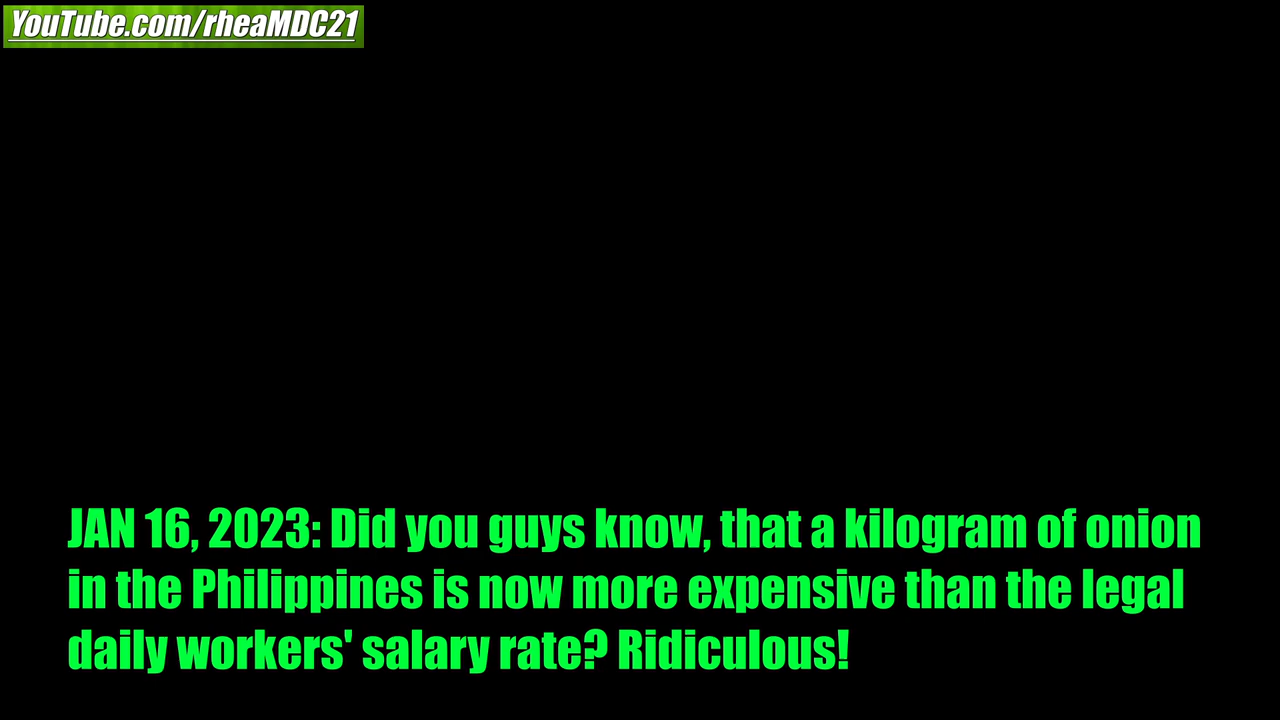 YouTube.com/rheaMDC21
JAN 16, 2023: Did you guys know, that a kilogram of onion
in the Philippines is now more expensive than the legal
daily workers' salary rate? Ridiculous!